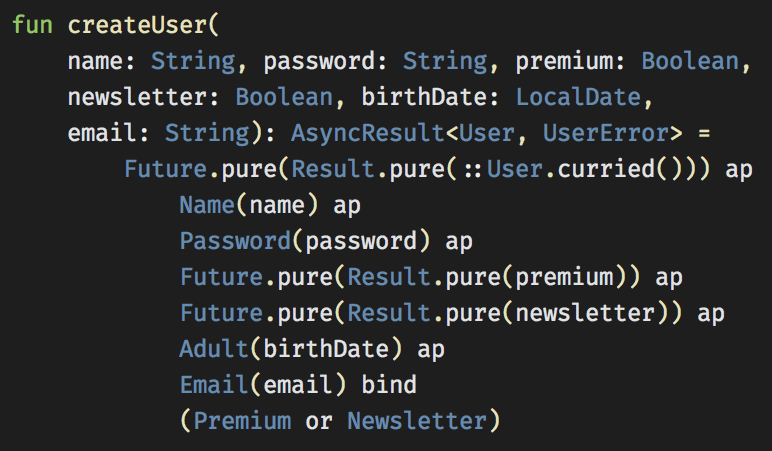 fun createUser(
name: String, password: String, premium: Boolean,
newsletter: Boolean, birthDate: LocalDate,
email: String): AsyncResult<User, UserError> =
Future.pure(Result.pure(::User.curried())) ap
Name(name) ap
Password(password) ap
Future.pure(Result.pure(premium)) ap
Future.pure(Result.pure(newsletter)) ap
Adult(birthDate) ap
Email(email) bind
(Premium or Newsletter)